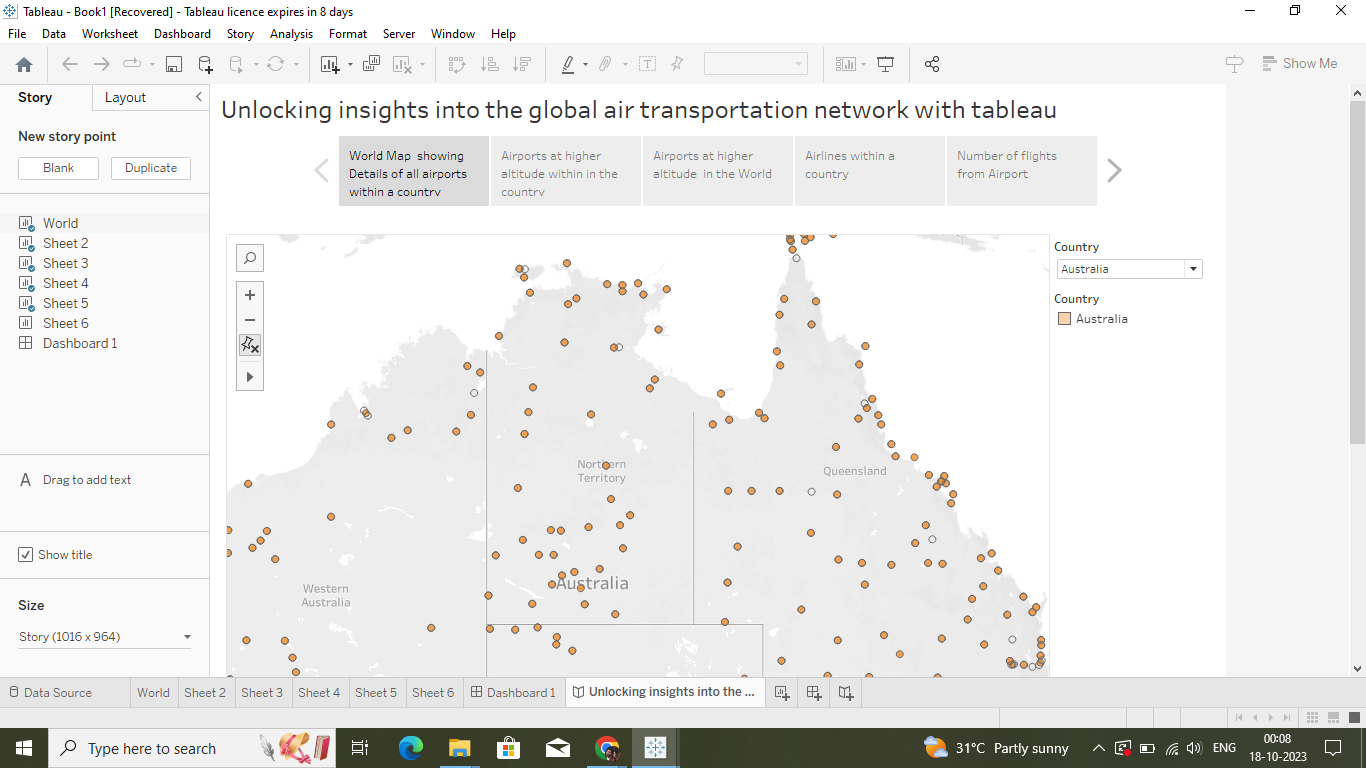 Tableau - Book1 [Recovered] - Tableau licence expires in 8 days
File Data Worksheet Dashboard Story Analysis Format Server Window Help
Show Me
Story Layout
New story point
Blank Duplicate
World
Sheet 2
Sheet 3
Sheet 4
Sheet 5
Sheet 6
Dashboard 1
A Drag to add text
Show title
Size
Story (1016 x 964)
Unlocking insights into the global air transportation network with tableau
World Map showing
Details of all airports
within a country
Airports at higher
altitude within in the
country
Airports at higher
altitude in the World
Airlines within a
country
Number of flights
from Airport
Northern
Territory
Queensland
Western
Australia
Australia
Country
Australia
Country
Australia
Data Source World Sheet 2 Sheet 3 Sheet 4 Sheet 5 Sheet 6 Dashboard 1 Unlocking insights into the ...
Type here to search
31°C Partly sunny
ENG
00:08
18-10-2023